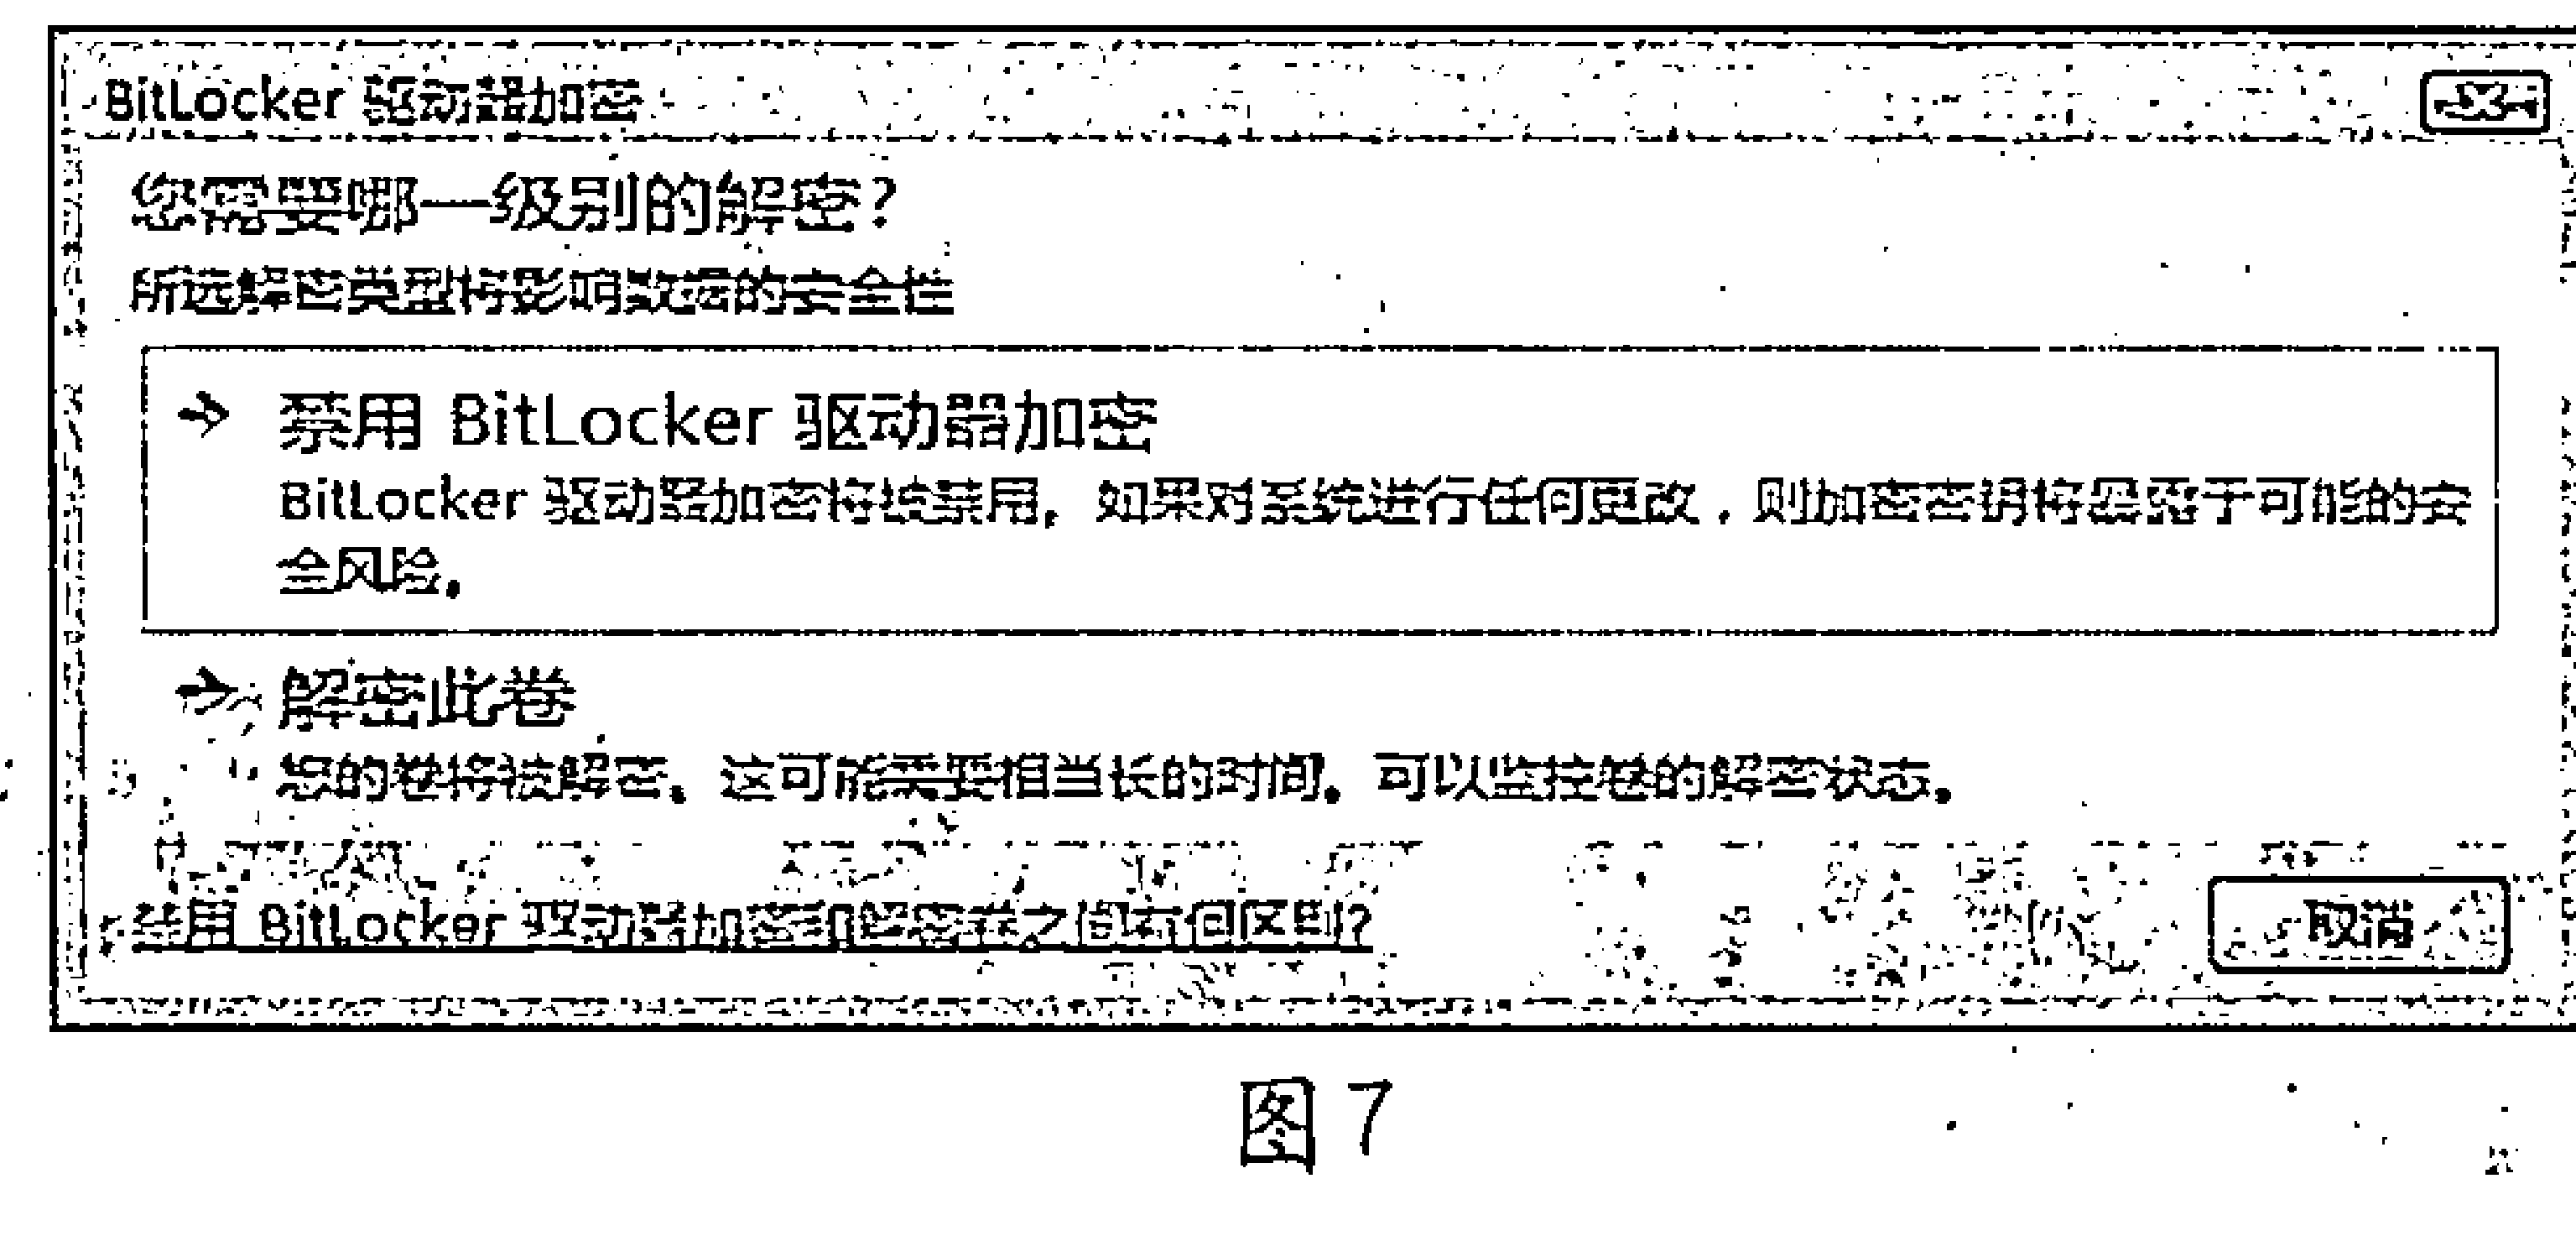 BitLocker 驱动器加密
您需要哪一级别的解密?
所选解密类型将影响数据的安全性
禁用 BitLocker 驱动器加密
BitLocker 驱动器加密将被禁用。如果对系统进行任何更改，则加密密钥将暴露于可能的安
全风险。
解密此卷
您的卷将被解密。这可能需要相当长的时间。可以监控卷的解密状态。
禁用 BitLocker 驱动器加密和解密卷之间有何区别?
取消
图 7